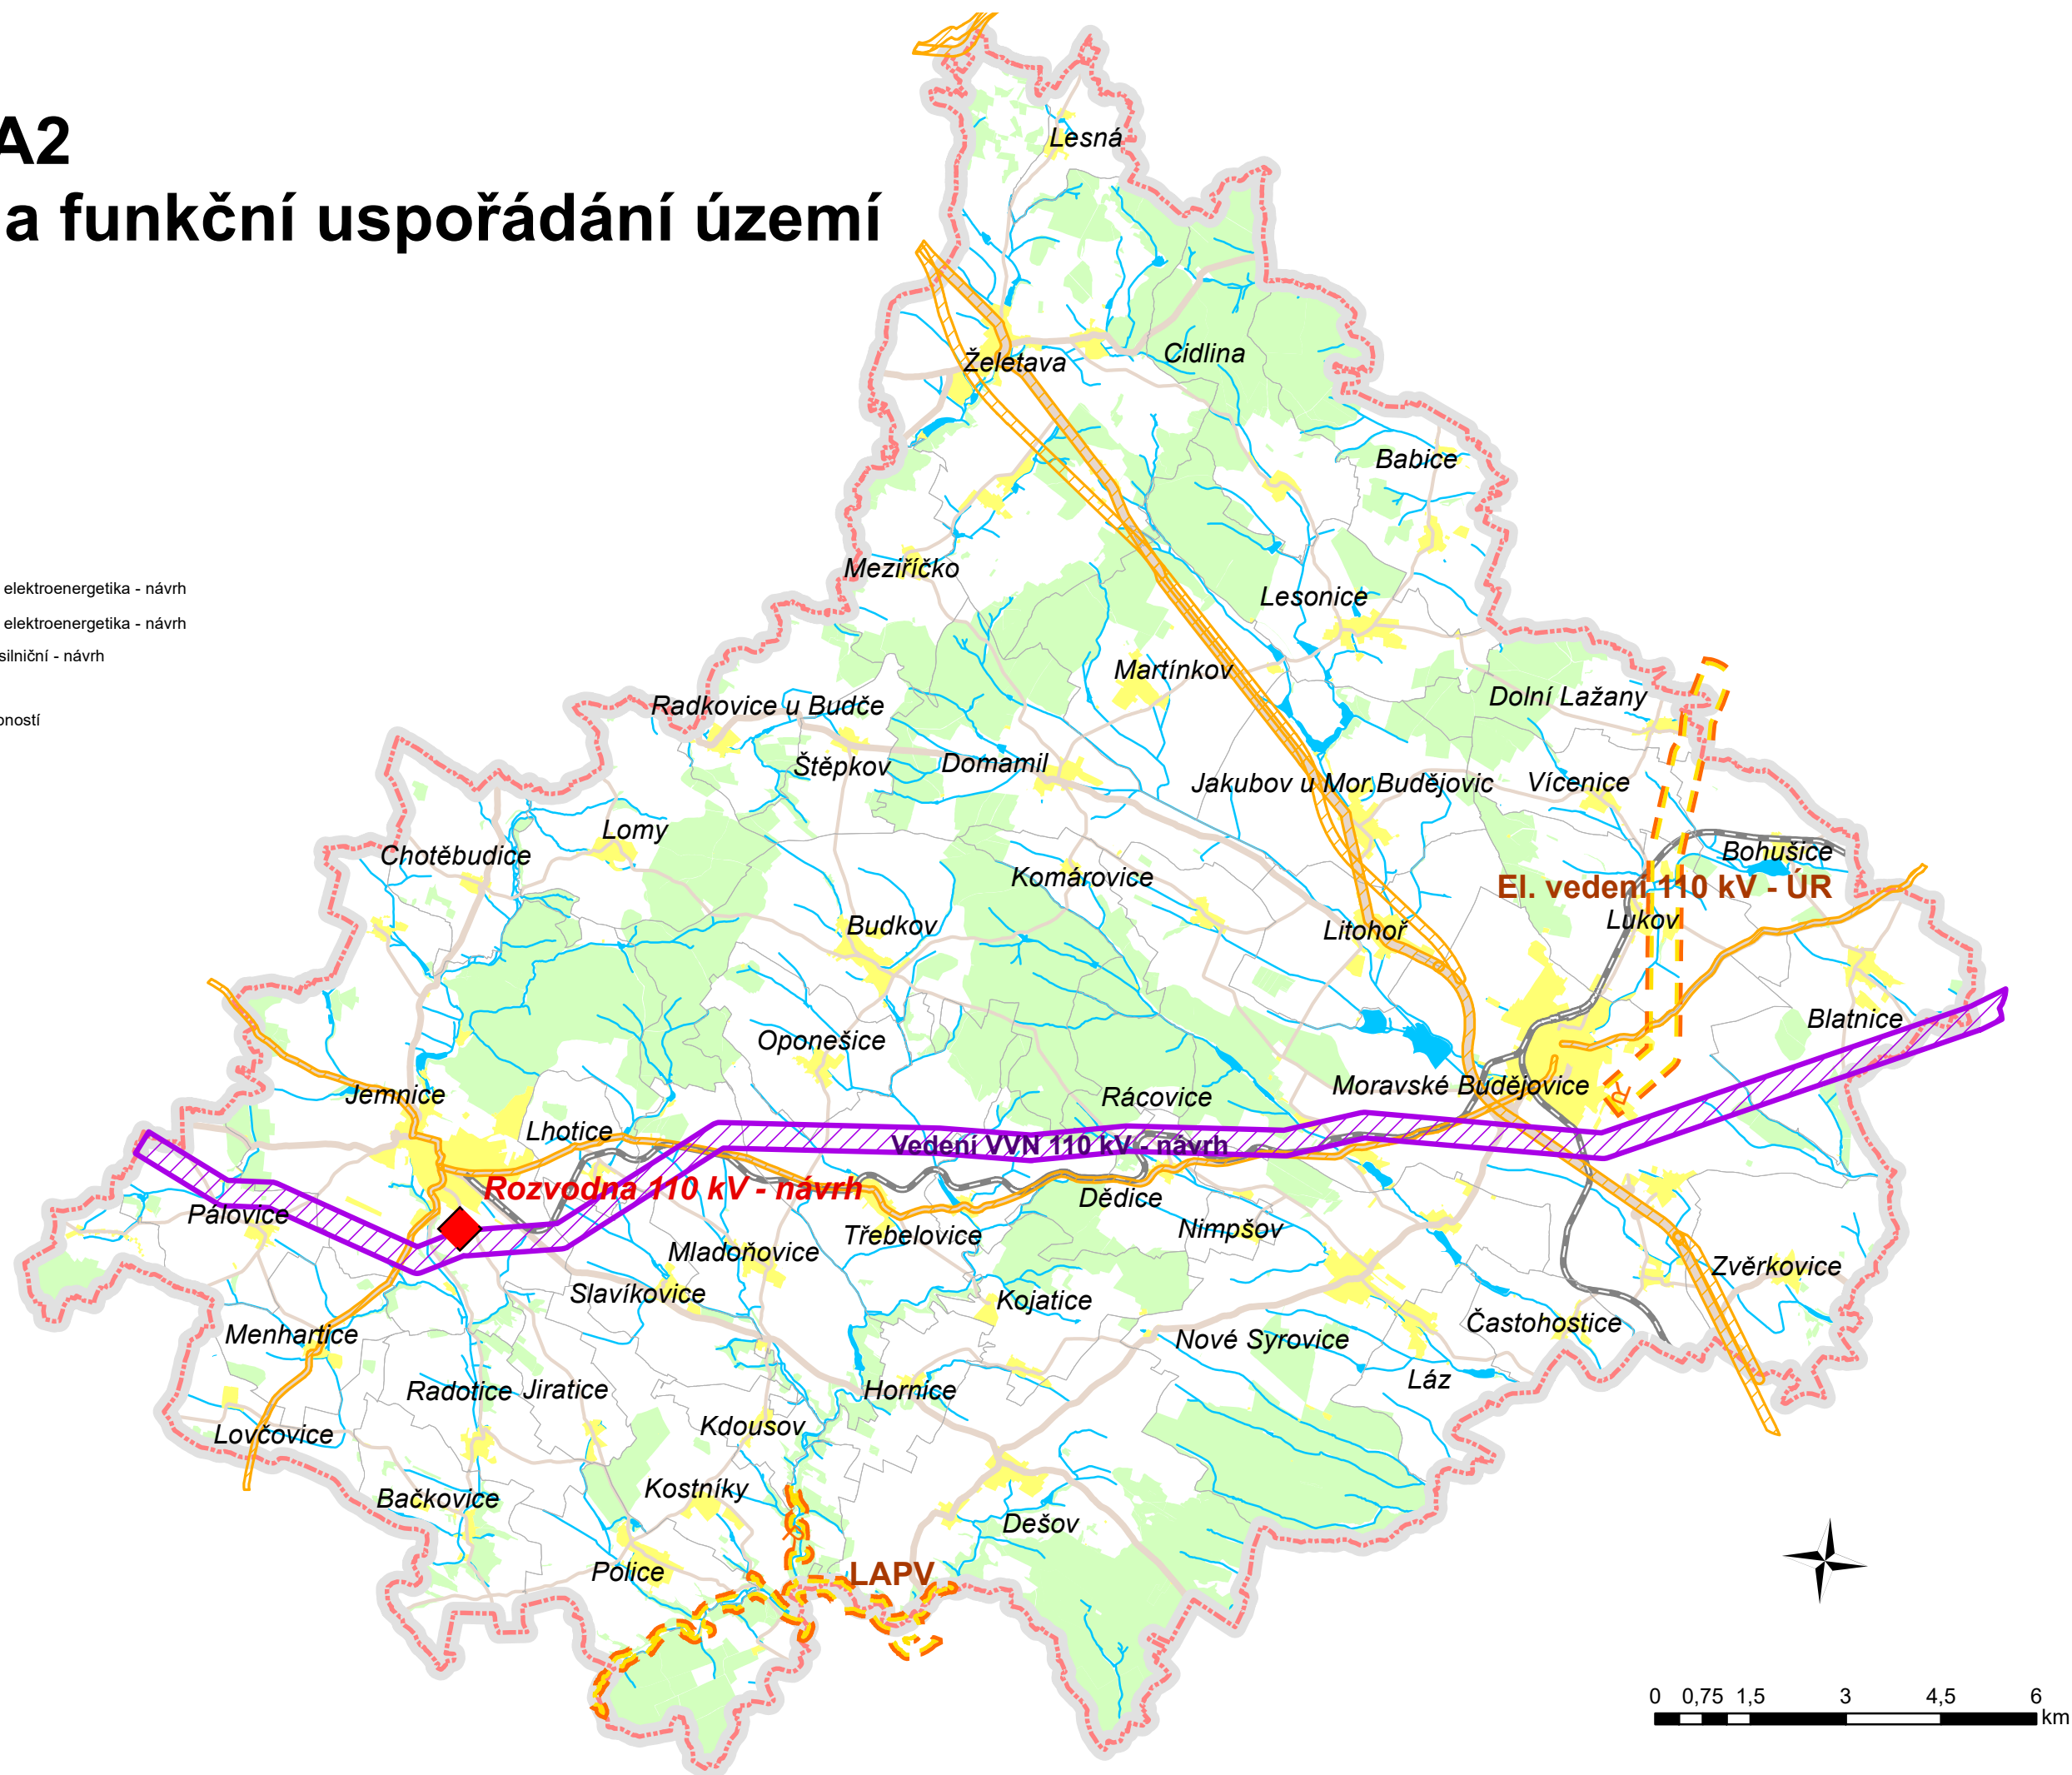 A2
a funkční uspořádání území
elektroenergetika - návrh
elektroenergetika - návrh
silniční - návrh
Lesná
Želetava
Cidlina
Babice
Meziříčko
Lesonice
Martínkov
Dolní Lažany
Radkovice u Budče
Štěpkov
Domamil
Jakubov u Mor.Budějovic
Vícenice
Lomy
Chotěbudice
Bohušice
Komárovice
El. vedení 110 kV - ÚR
Budkov
Litohoř
Lukov
Blatnice
Oponešice
Jemnice
Rácovice
Moravské Budějovice
R
Lhotice
Vedení VVN 110 kV - návrh
Rozvodna 110 kV - návrh
Dědice
Pálovice
Třebelovice
Nimpšov
Mladoňovice
Zvěrkovice
Slavíkovice
Kojatice
Menhartice
Častohostice
Nové Syrovice
Radotice
Jiratice
Hornice
Láz
Kdousov
Lovčovice
Kostníky
Bačkovice
Dešov
Police
LAPV
0 0,75 1,5 3 4,5 6
km